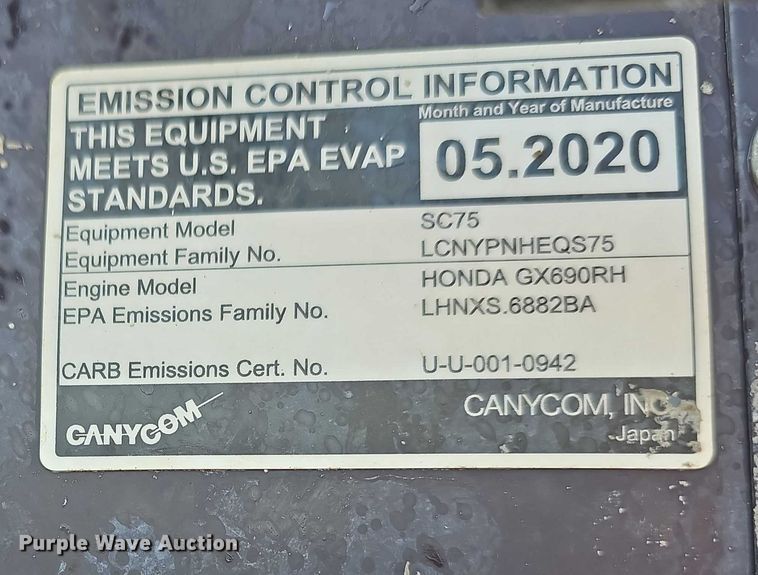 EMISSION CONTROL INFORMATION
THIS EQUIPMENT
MEETS U.S. EPA EVAP
STANDARDS.
Month and Year of Manufacture
05.2020
Equipment Model SC75
Equipment Family No. LCNYPNHEQS75
Engine Model HONDA GX690RH
EPA Emissions Family No. LHNXS.6882BA
CARB Emissions Cert. No. U-U-001-0942
CANYCOM
CANYCOM, INC
Japan
Purple Wave Auction